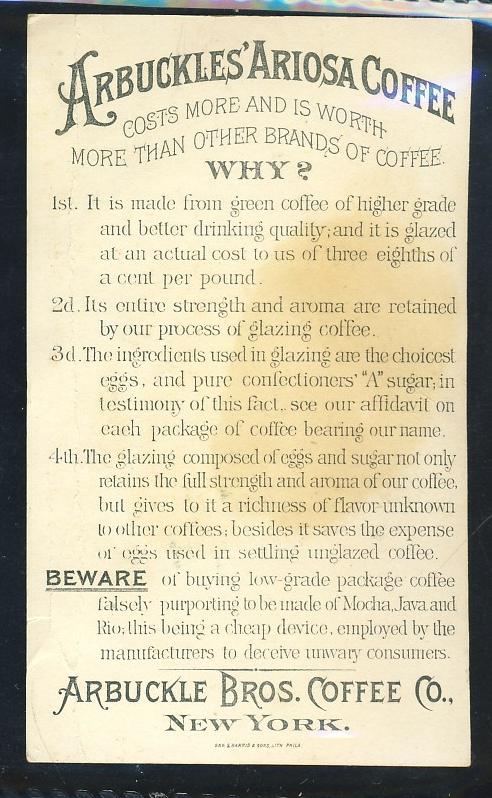 ARBUCKLES' ARIOSA COFFEE
COSTS MORE AND IS WORTH
MORE THAN OTHER BRANDS OF COFFEE.
WHY?
1st. It is made from green coffee of higher grade
and better drinking quality; and it is glazed
at an actual cost to us of three eighths of
a cent per pound.
2d. Its entire strength and aroma are retained
by our process of glazing coffee.
3d. The ingredients used in glazing are the choicest
eggs, and pure confectioners' "A" sugar; in
testimony of this fact.. see our affidavit on
each package of coffee bearing our name.
4th. The glazing composed of eggs and sugar not only
retains the full strength and aroma of our coffee,
but gives to it a richness of flavor unknown
to other coffees; besides it saves the expense
of eggs used in settling unglazed coffee.
BEWARE of buying low-grade package coffee
falsely purporting to be made of Mocha, Java and
Rio; this being a cheap device, employed by the
manufacturers to deceive unwary consumers.
ARBUCKLE BROS. COFFEE CO.,
NEW YORK.
GEO. S. HARRIS & SONS, LITH. PHILA.